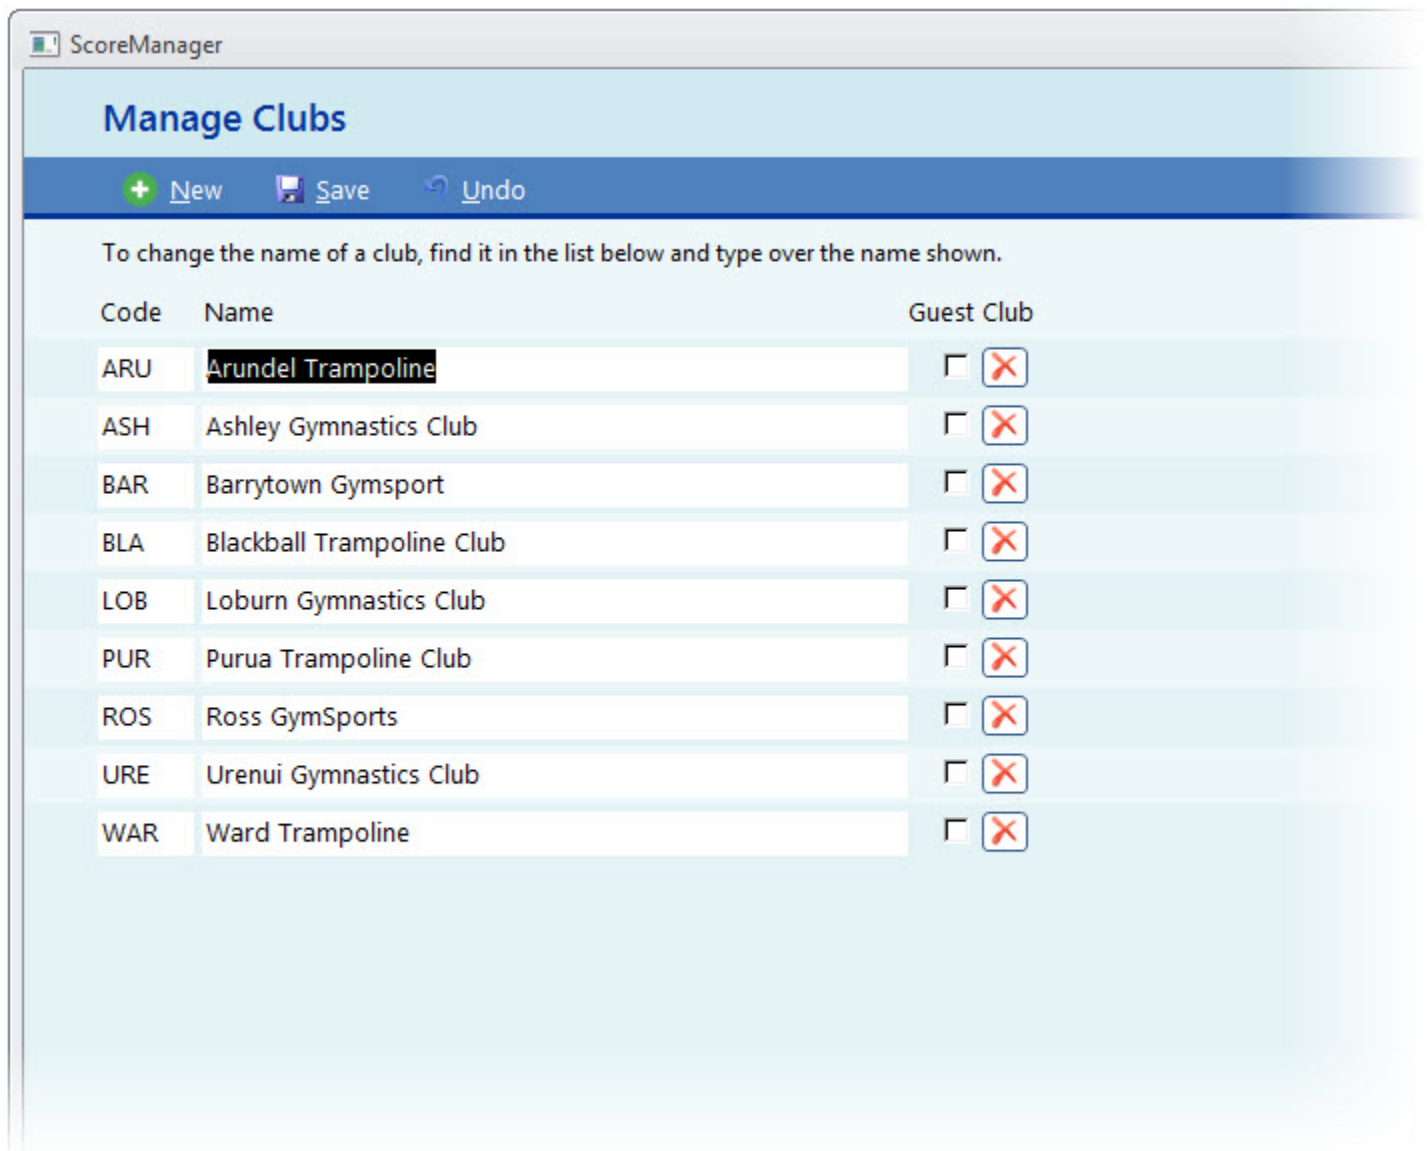 ScoreManager
Manage Clubs
New Save Undo
To change the name of a club, find it in the list below and type over the name shown.
Code Name Guest Club
ARU Arundel Trampoline
ASH Ashley Gymnastics Club
BAR Barrytown Gymsport
BLA Blackball Trampoline Club
LOB Loburn Gymnastics Club
PUR Purua Trampoline Club
ROS Ross GymSports
URE Urenui Gymnastics Club
WAR Ward Trampoline